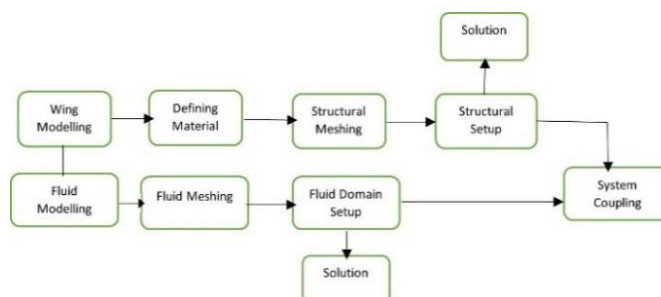 Solution
Wing
Modelling
Defining
Material
Structural
Meshing
Structural
Setup
Fluid
Modelling
Fluid Meshing
Fluid Domain
Setup
System
Coupling
Solution